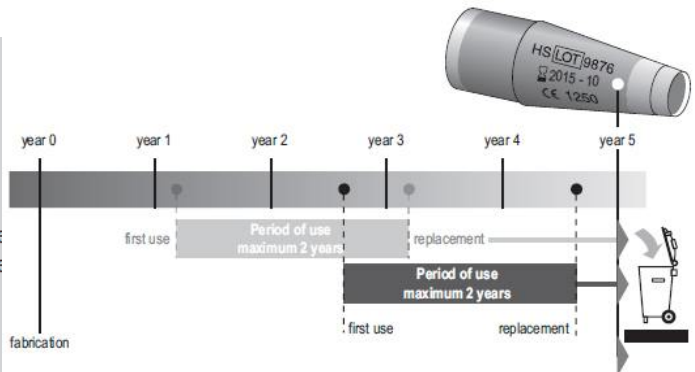 HS LOT 9876
2015 - 10
CE 1250
year 0 year 1 year 2 year 3 year 4 year 5
first use Period of use maximum 2 years replacement
Period of use
maximum 2 years
first use replacement
fabrication